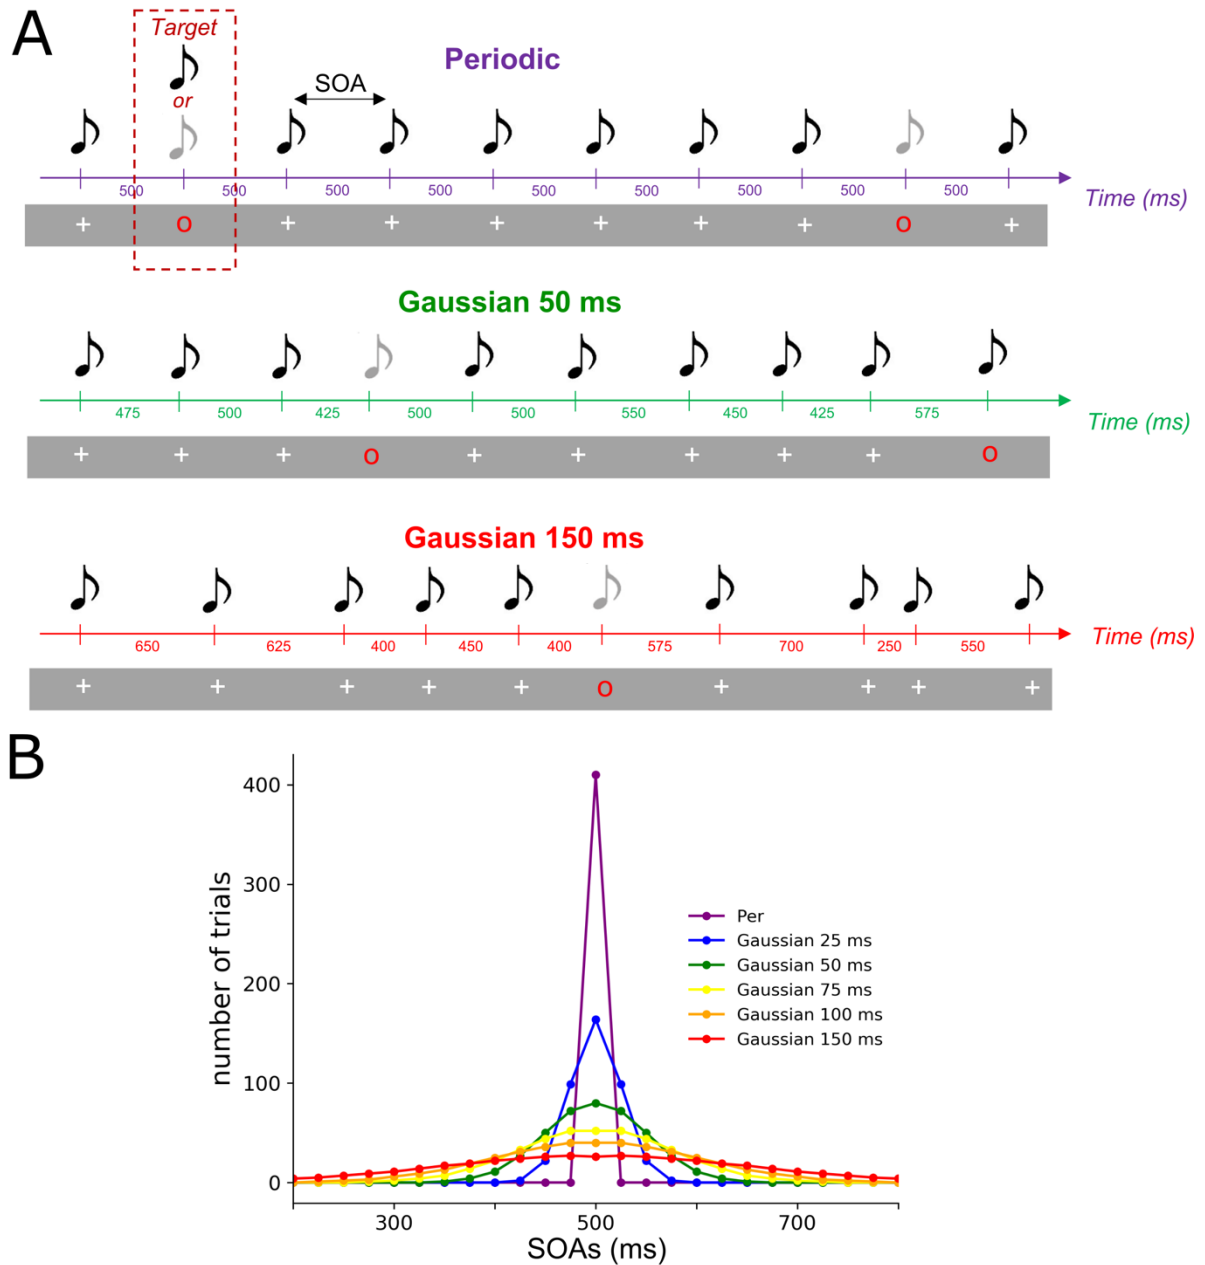 A
Target
or
Periodic
SOA
500 500 500 500 500 500 500 500 500
Time (ms)
+ O + + + + + + O +
Gaussian 50 ms
475 500 425 500 500 550 450 425 575
Time (ms)
+ + + O + + + + + O
Gaussian 150 ms
650 625 400 450 400 575 700 250 550
Time (ms)
+ + + + + O + + + +
B
number of trials
400
300
200
100
0
300 500 700
SOAs (ms)
Per
Gaussian 25 ms
Gaussian 50 ms
Gaussian 75 ms
Gaussian 100 ms
Gaussian 150 ms